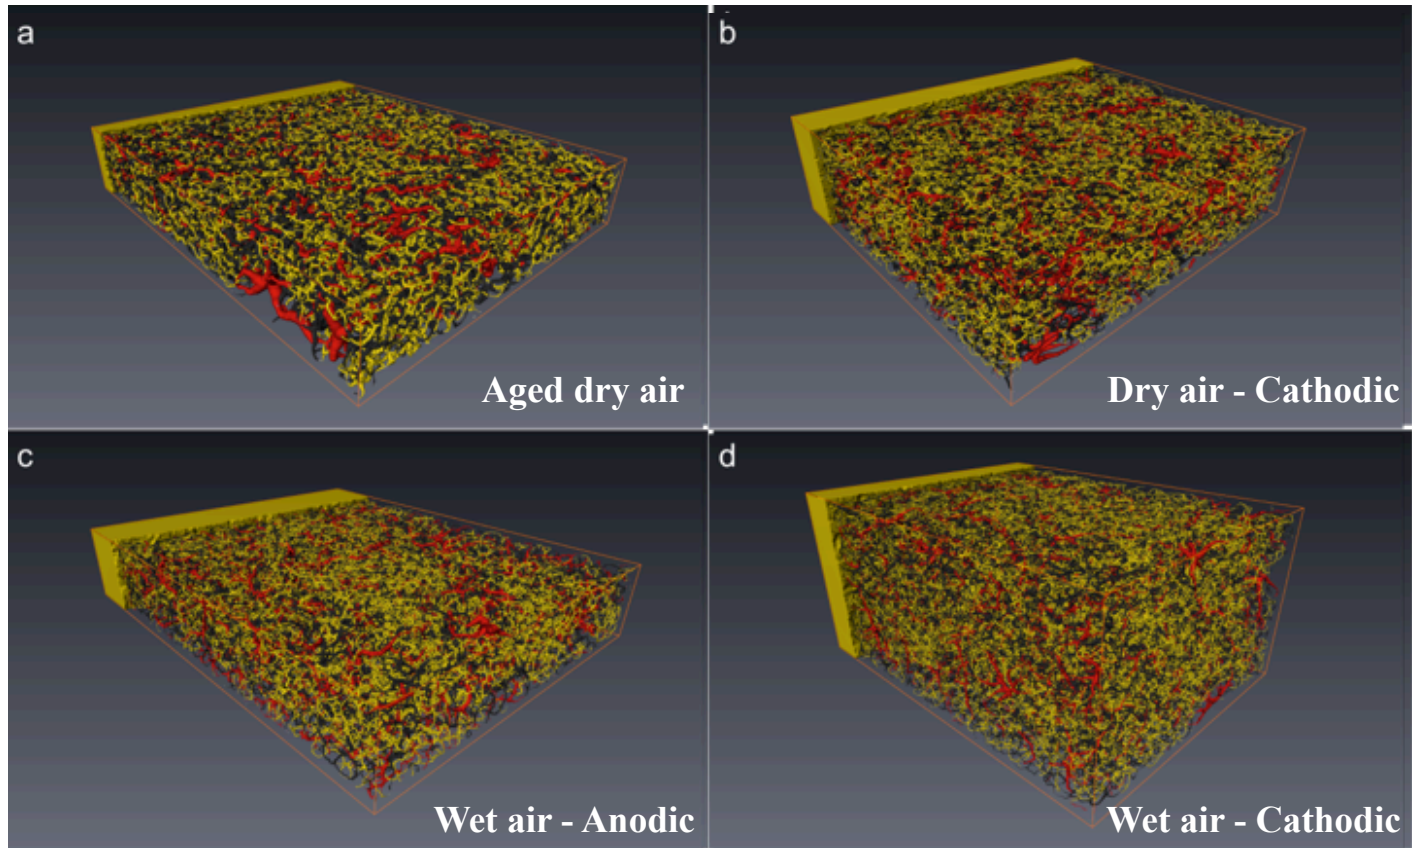 a
Aged dry air
b
Dry air - Cathodic
c
Wet air - Anodic
d
Wet air - Cathodic